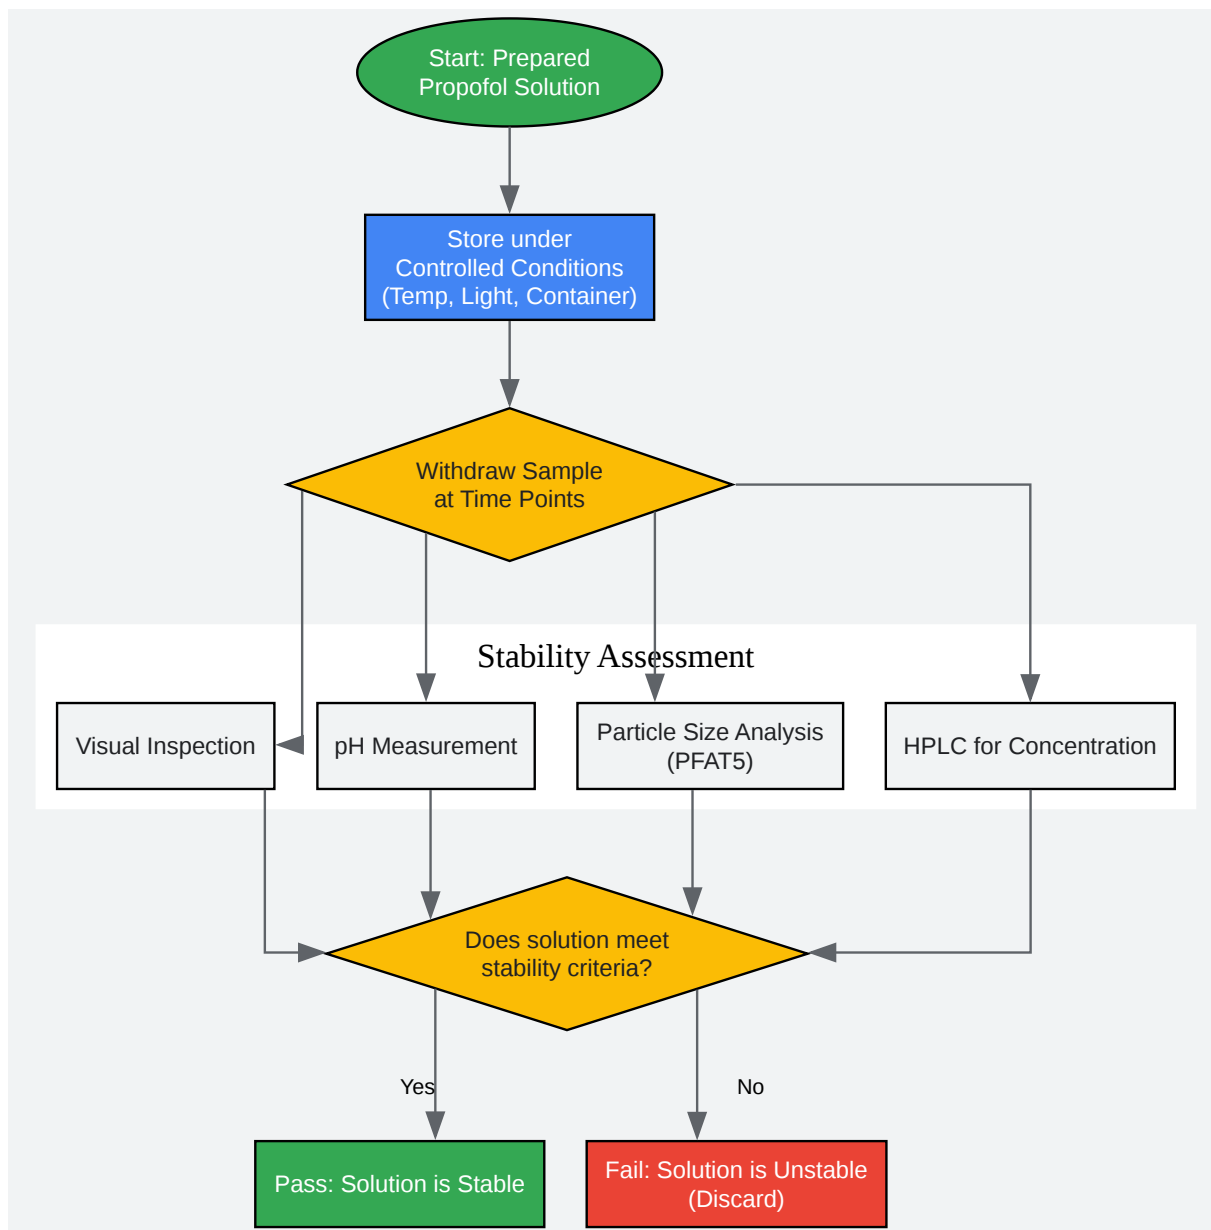 Start: Prepared
Propofol Solution
Store under
Controlled Conditions
(Temp, Light, Container)
Withdraw Sample
at Time Points
Stability Assessment
Visual Inspection
pH Measurement
Particle Size Analysis
(PFAT5)
HPLC for Concentration
Does solution meet
stability criteria?
Yes
No
Pass: Solution is Stable
Fail: Solution is Unstable
(Discard)